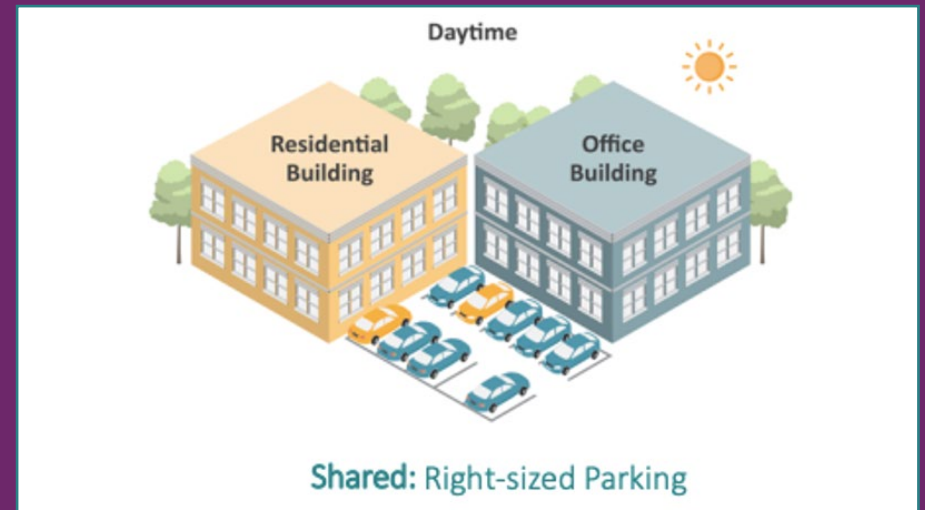 Daytime
Residential
Building
Office
Building
Shared: Right-sized Parking